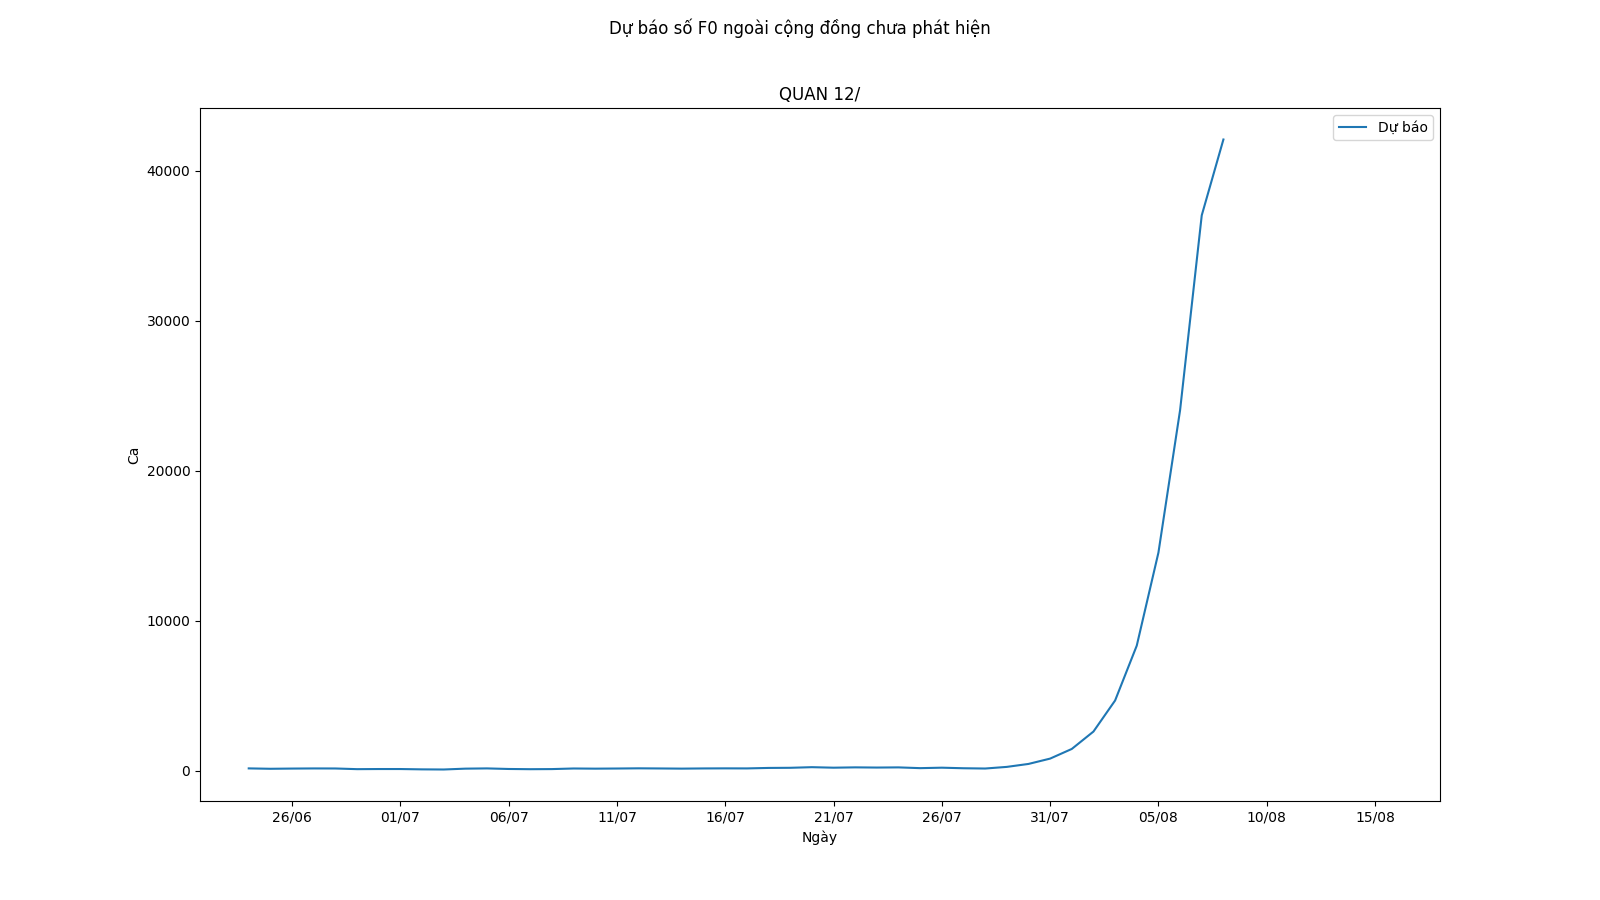 Dự báo số F0 ngoài cộng đồng chưa phát hiện
QUAN 12/
Dự báo
40000
30000
20000
10000
0
Ca
26/06 01/07 06/07 11/07 16/07 21/07 26/07 31/07 05/08 10/08 15/08
Ngày